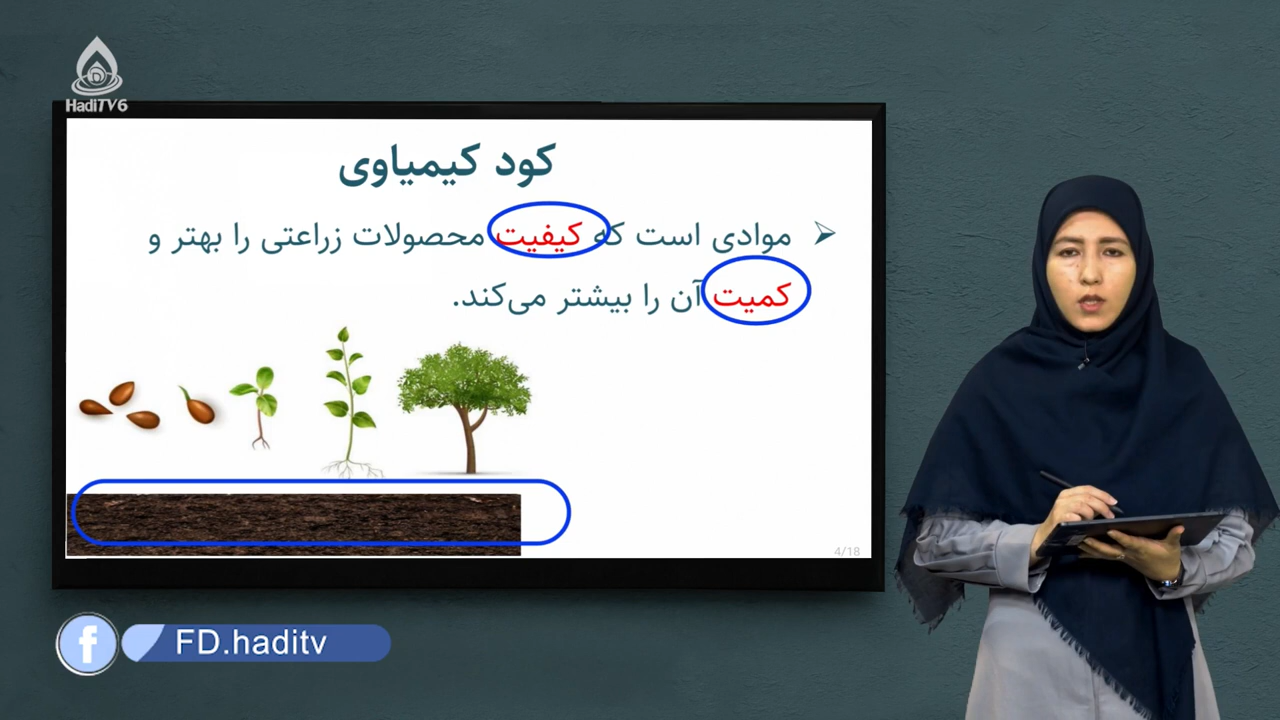 HadiTV6
کود کیمیاوی
موادی است که کیفیت محصولات زراعتی را بهتر و
کمیت آن را بیشتر می‌کند.
4/18
FD.haditv